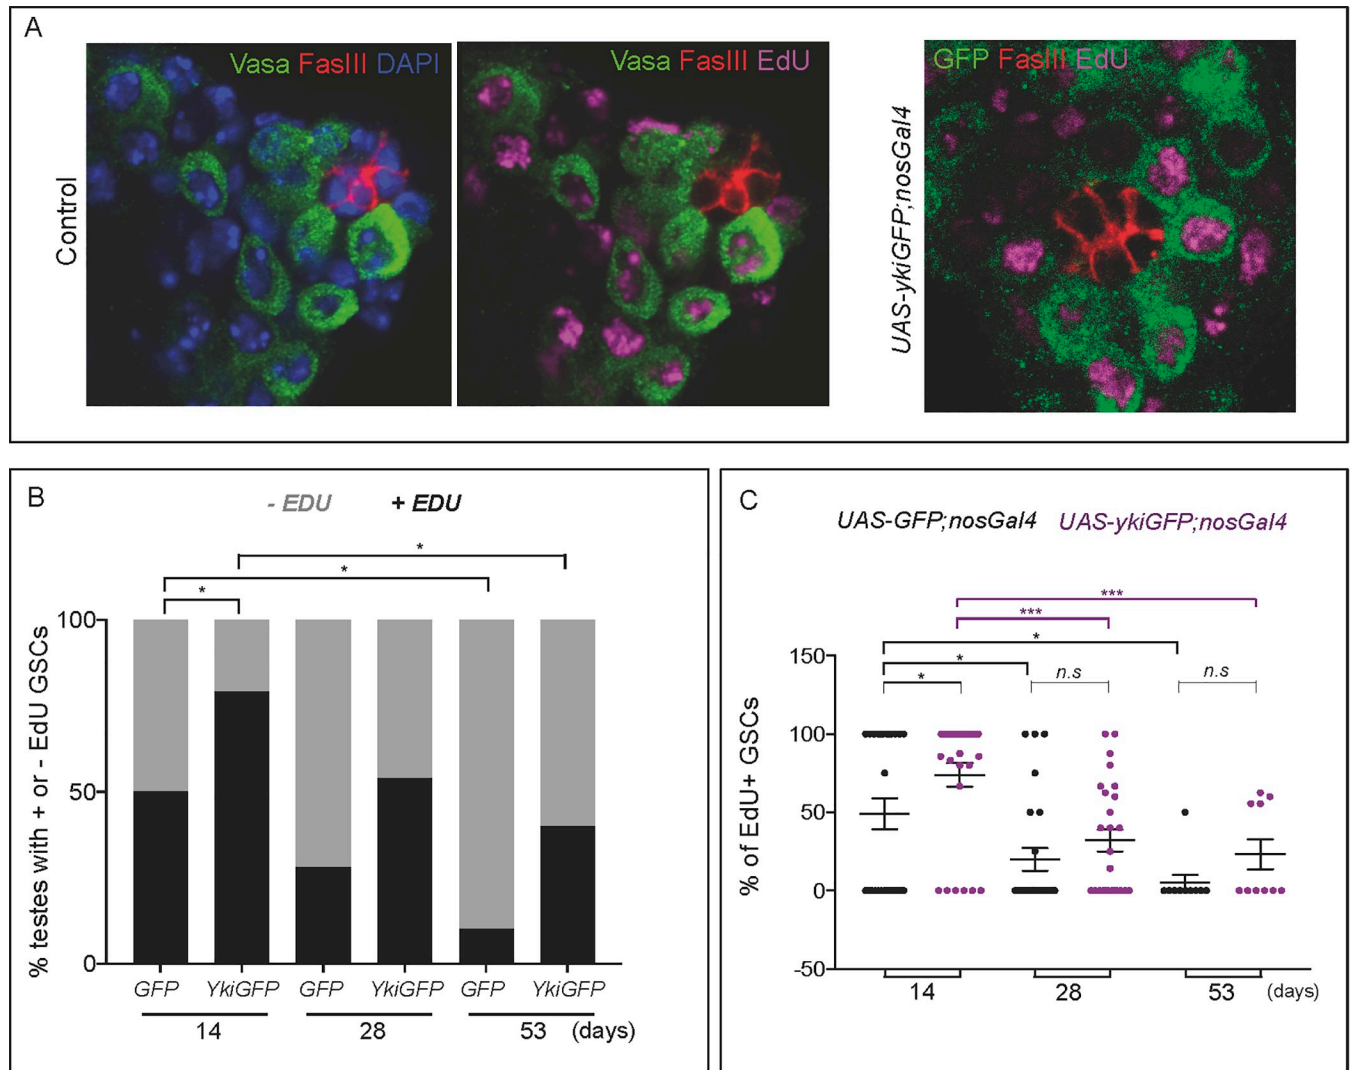 A
Vasa FasIII DAPI
Vasa FasIII EdU
GFP FasIII EdU
Control
UAS-ykiGFP;nosGal4
B
- EDU + EDU
*
*
*
100
50
0
% testes with + or - EdU GSCs
GFP YkiGFP GFP YkiGFP GFP YkiGFP
14 28 53 (days)
C
UAS-GFP;nosGal4 UAS-ykiGFP;nosGal4
***
***
*
*
* n.s n.s
150
100
50
0
-50
% of EdU+ GSCs
14 28 53 (days)